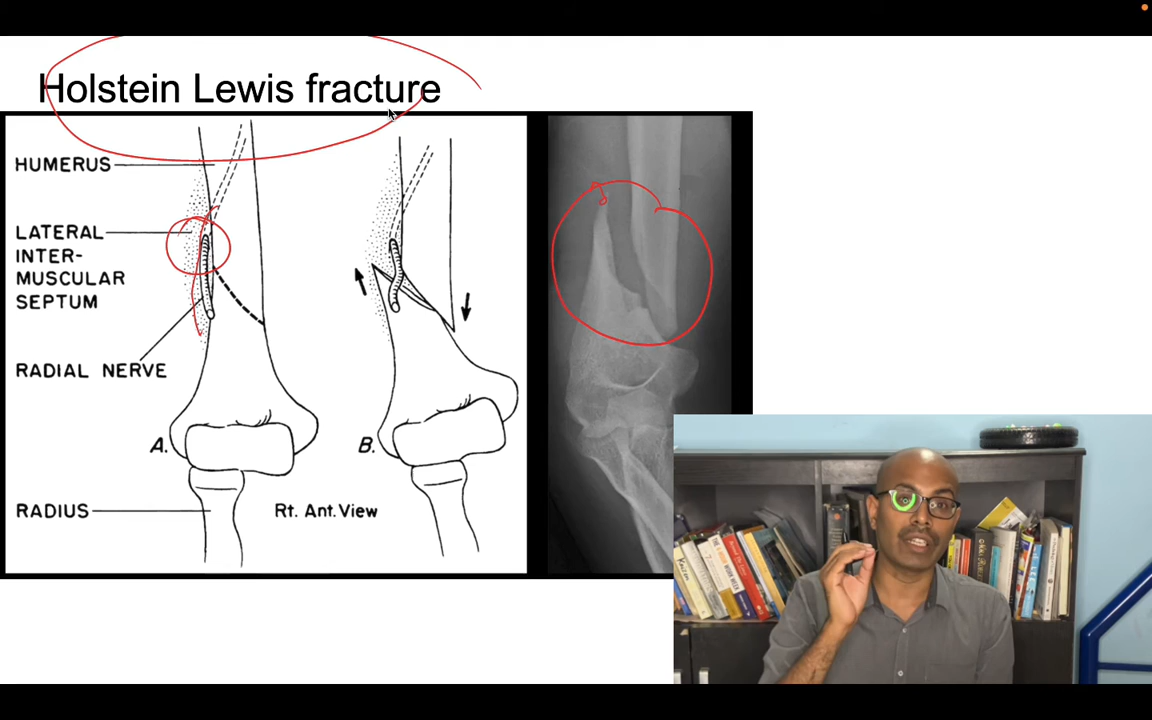 Holstein Lewis fracture
HUMERUS
LATERAL
INTER-
MUSCULAR
SEPTUM
RADIAL NERVE
A.
B.
RADIUS
Rt. Ant. View